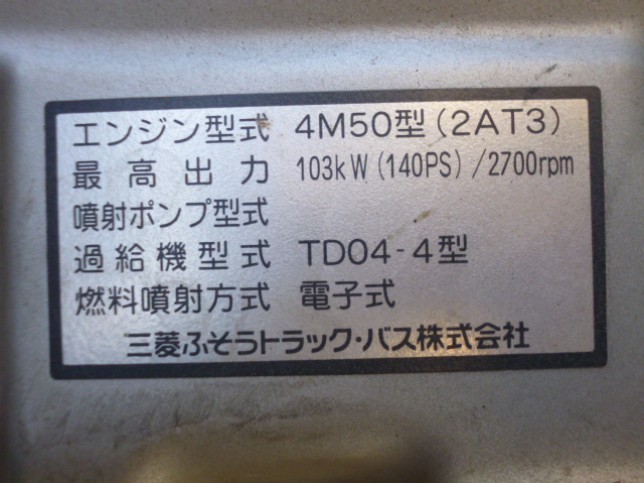 エンジン型式 4M50型(2AT3)
最高出力 103kW(140PS)/2700rpm
噴射ポンプ型式
過給機型式 TD04-4型
燃料噴射方式 電子式
三菱ふそうトラック・バス株式会社